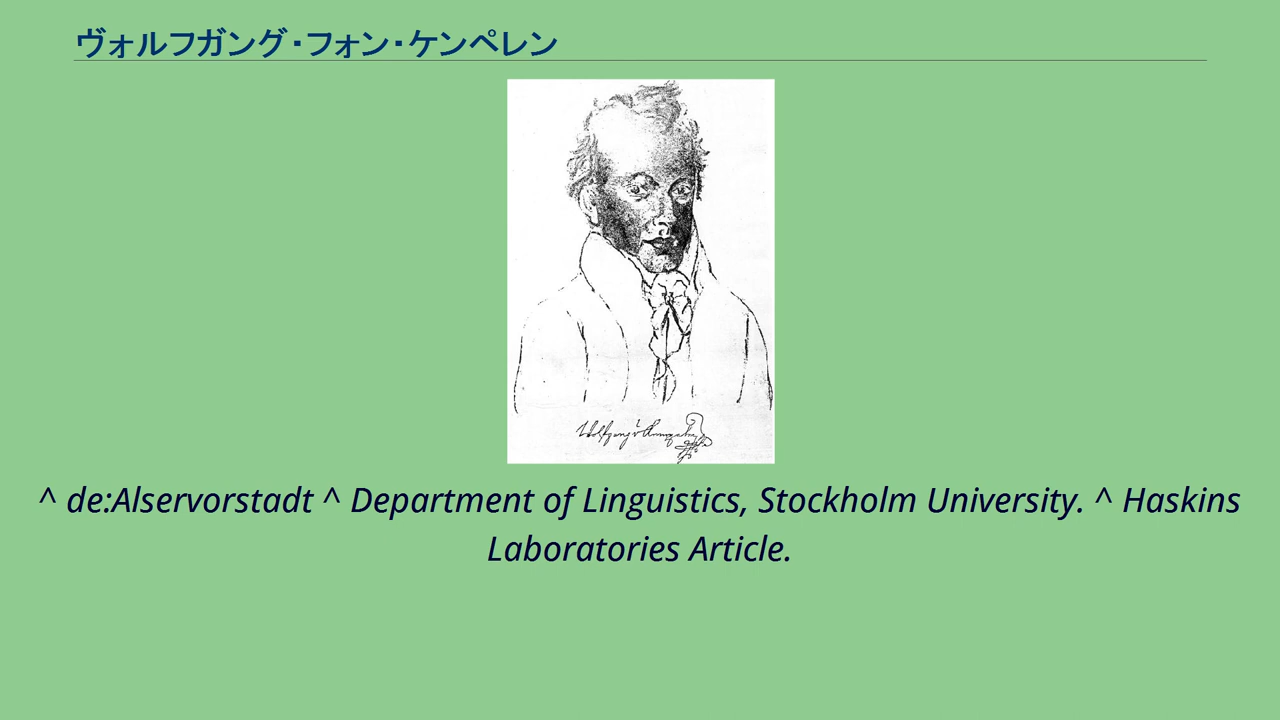 ヴォルフガング・フォン・ケンペレン
^ de:Alservorstadt ^ Department of Linguistics, Stockholm University. ^ Haskins
Laboratories Article.